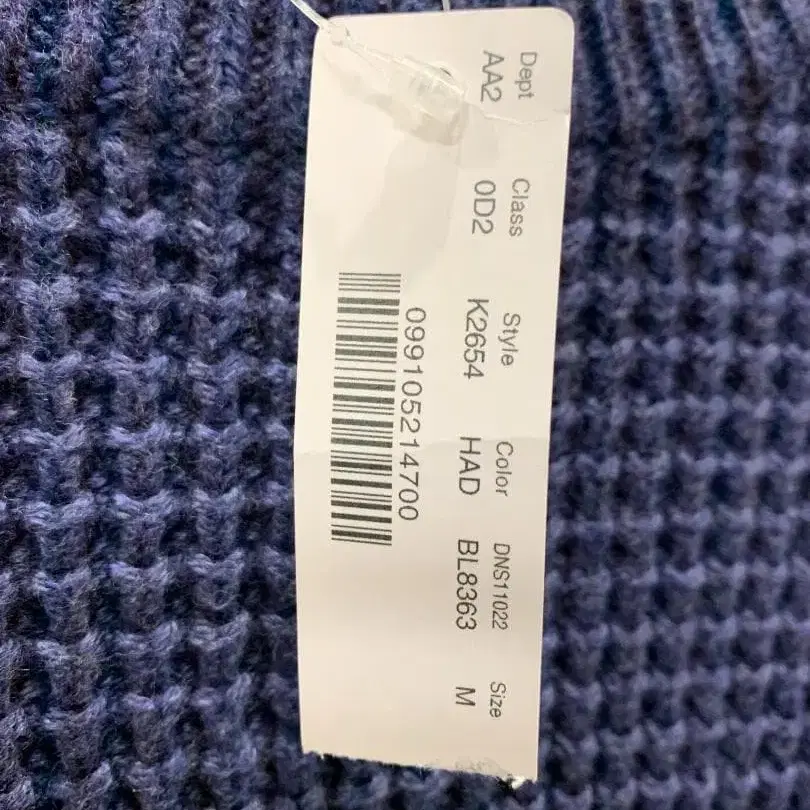 Dept Class Style Color DNS11022 Size
AA2 0D2 K2654 HAD BL8363 M
099105214700